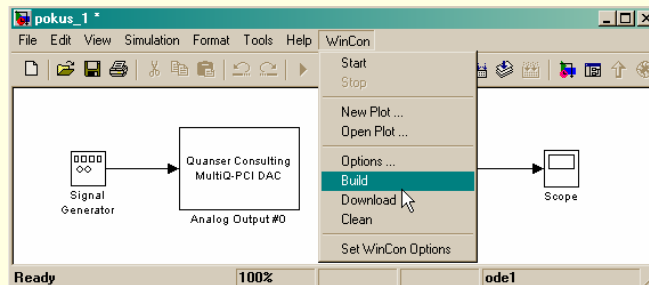 pokus_1 *
File Edit View Simulation Format Tools Help WinCon
Start
Stop
New Plot ...
Open Plot ...
Options ...
Build
Download
Clean
Set WinCon Options
Signal
Generator
Quanser Consulting
MultiQ-PCI DAC
Analog Output #0
Scope
Ready 100% ode1